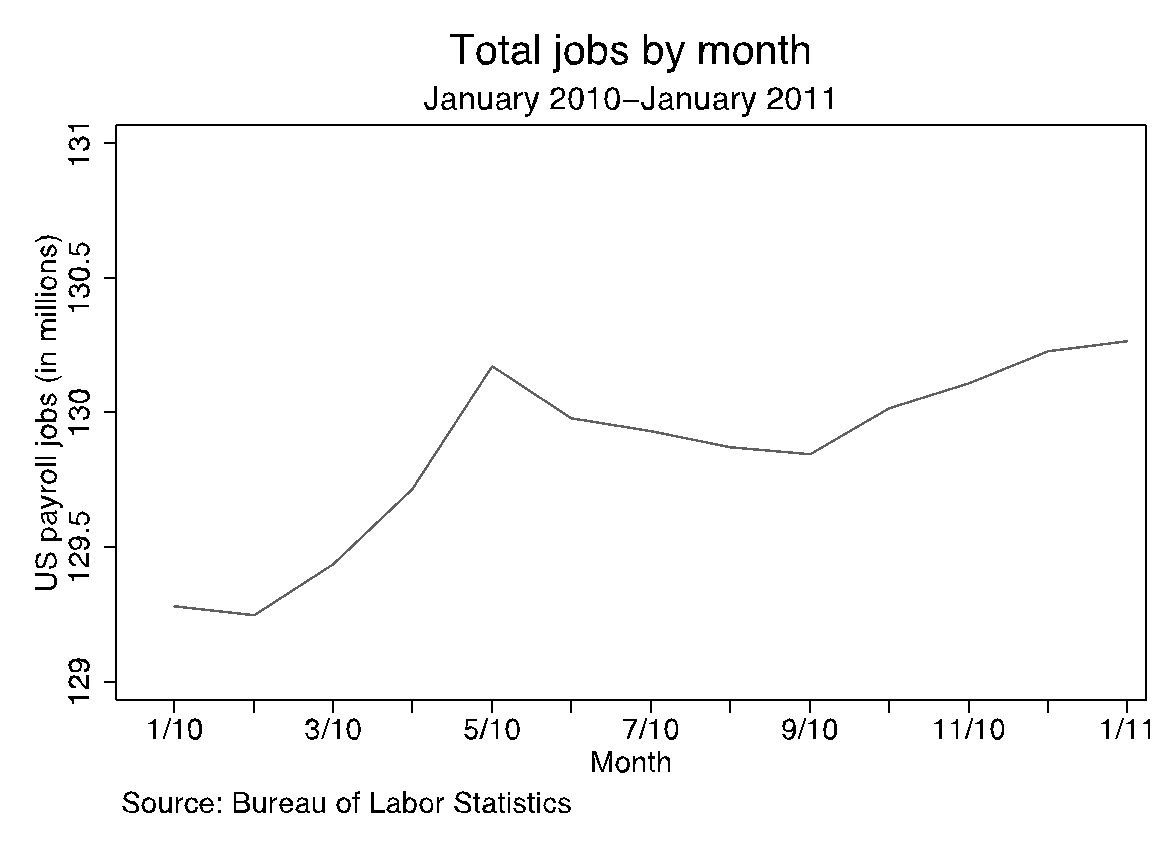 Total jobs by month
January 2010–January 2011
US payroll jobs (in millions)
131
130.5
130
129.5
129
1/10
3/10
5/10
7/10
9/10
11/10
1/11
Month
Source: Bureau of Labor Statistics